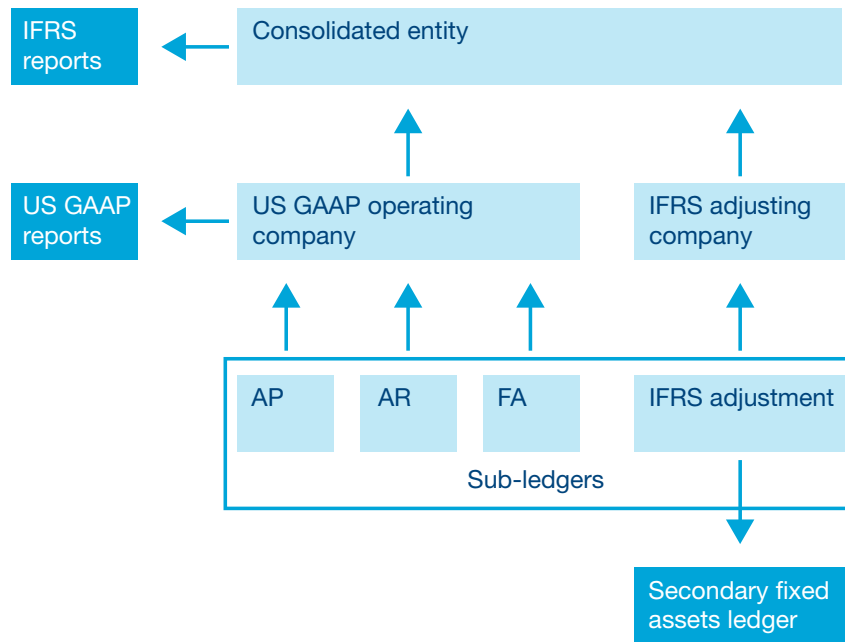 IFRS
reports
Consolidated entity
US GAAP
reports
US GAAP operating
company
IFRS adjusting
company
AP
AR
FA
IFRS adjustment
Sub-ledgers
Secondary fixed
assets ledger